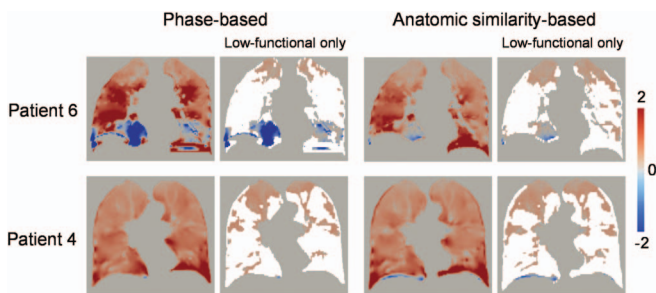 Phase-based Anatomic similarity-based
Low-functional only Low-functional only
Patient 6
2
0
-2
Patient 4